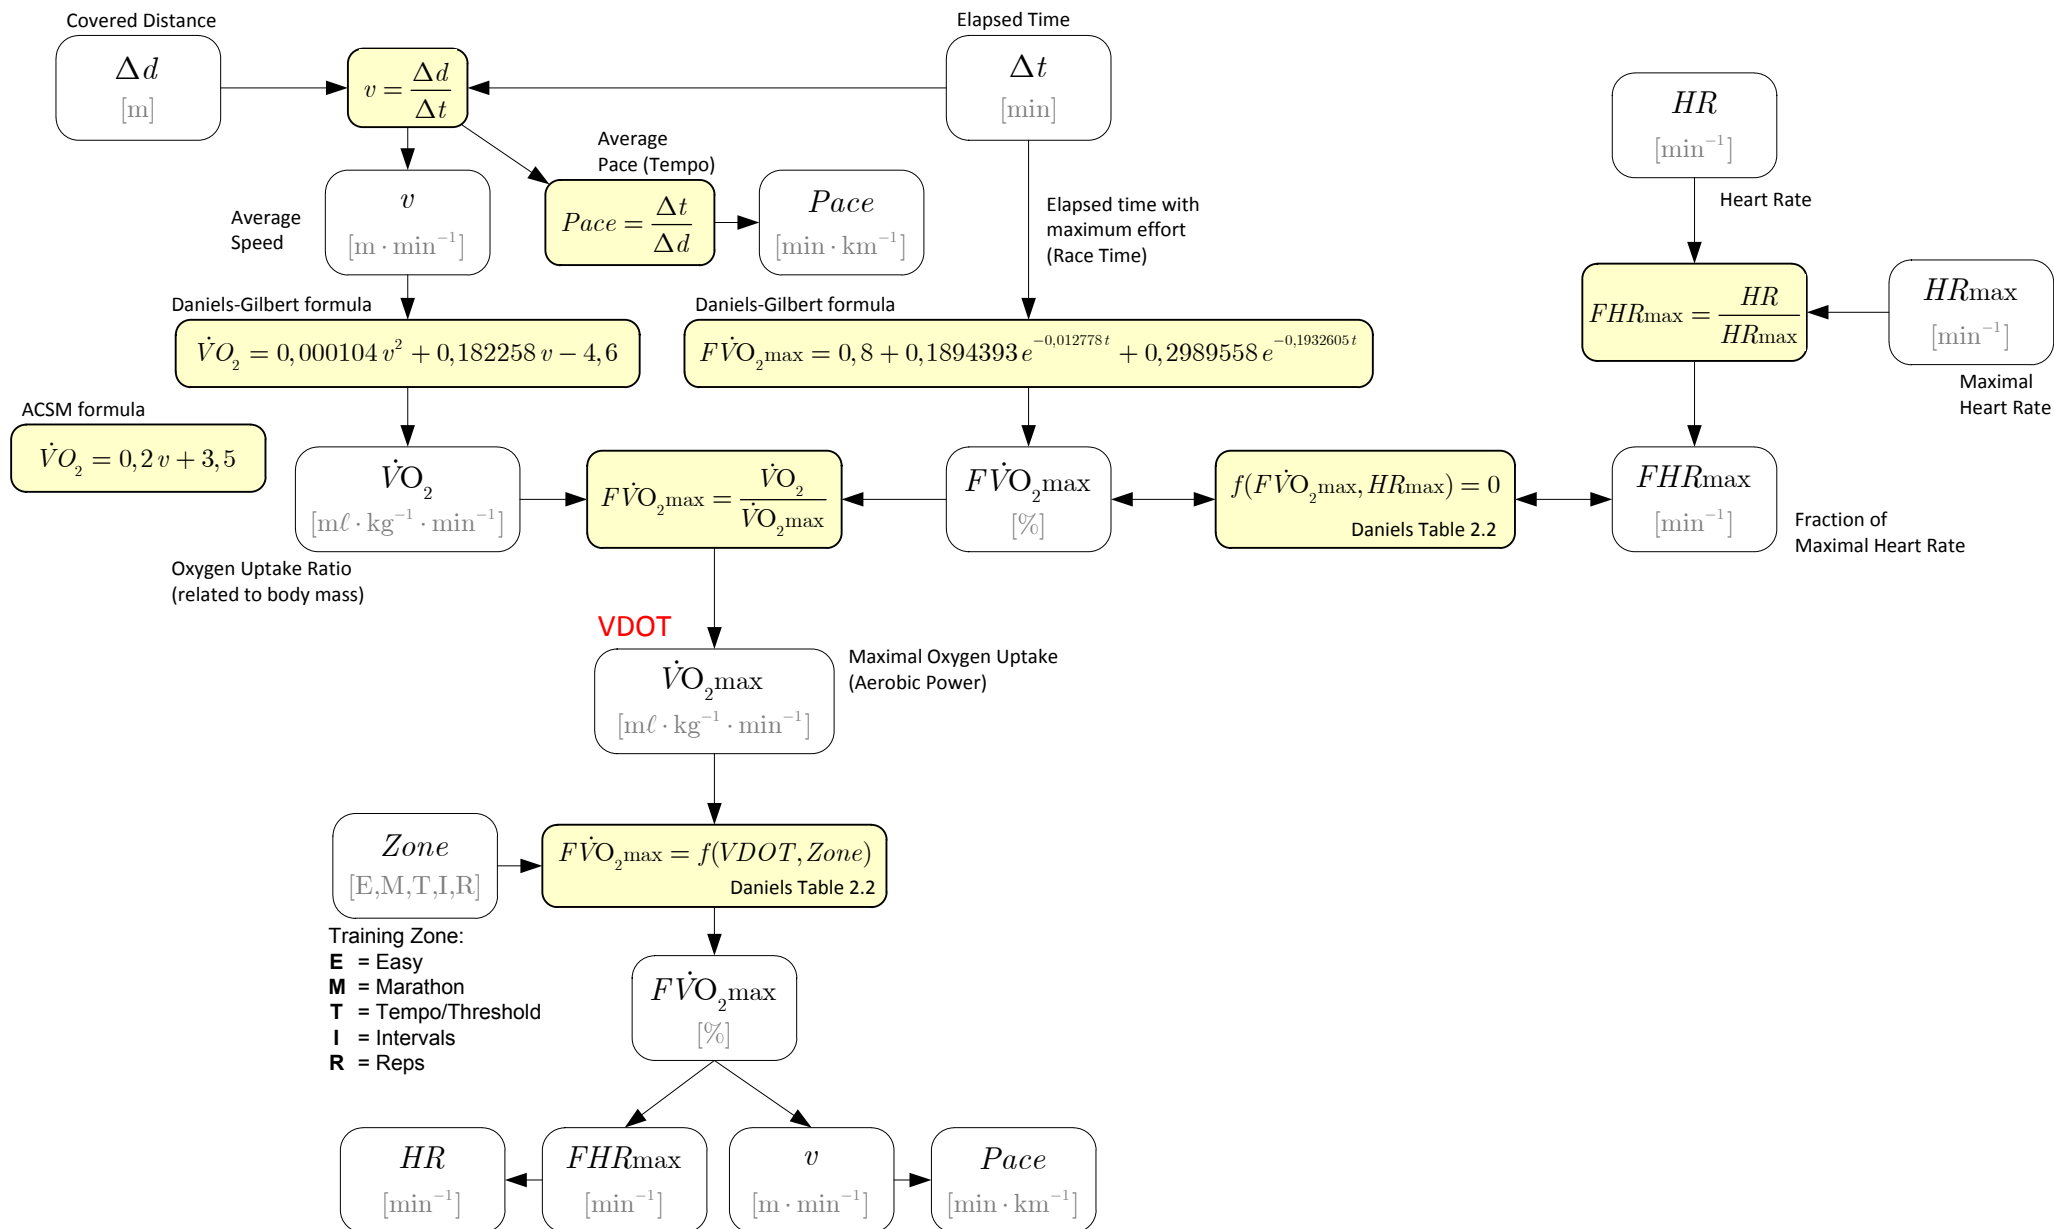 Covered Distance
Δd
[m]
v = Δd / Δt
Elapsed Time
Δt
[min]
HR
[min⁻¹]
Heart Rate
Average
Speed
v
[m · min⁻¹]
Average
Pace (Tempo)
Pace = Δt / Δd
Pace
[min · km⁻¹]
Elapsed time with
maximum effort
(Race Time)
FHRmax = HR / HRmax
HRmax
[min⁻¹]
Maximal
Heart Rate
Daniels-Gilbert formula
V̇O₂ = 0,000104 v² + 0,182258 v − 4,6
Daniels-Gilbert formula
FV̇O₂max = 0,8 + 0,1894393 e^(−0,012778 t) + 0,2989558 e^(−0,1932605 t)
ACSM formula
V̇O₂ = 0,2 v + 3,5
V̇O₂
[mℓ · kg⁻¹ · min⁻¹]
Oxygen Uptake Ratio
(related to body mass)
FV̇O₂max = V̇O₂ / V̇O₂max
FV̇O₂max
[%]
f(FV̇O₂max, HRmax) = 0
Daniels Table 2.2
FHRmax
[min⁻¹]
Fraction of
Maximal Heart Rate
VDOT
V̇O₂max
[mℓ · kg⁻¹ · min⁻¹]
Maximal Oxygen Uptake
(Aerobic Power)
Zone
[E,M,T,I,R]
FV̇O₂max = f(VDOT, Zone)
Daniels Table 2.2
Training Zone:
E = Easy
M = Marathon
T = Tempo/Threshold
I = Intervals
R = Reps
FV̇O₂max
[%]
HR
[min⁻¹]
FHRmax
[min⁻¹]
v
[m · min⁻¹]
Pace
[min · km⁻¹]